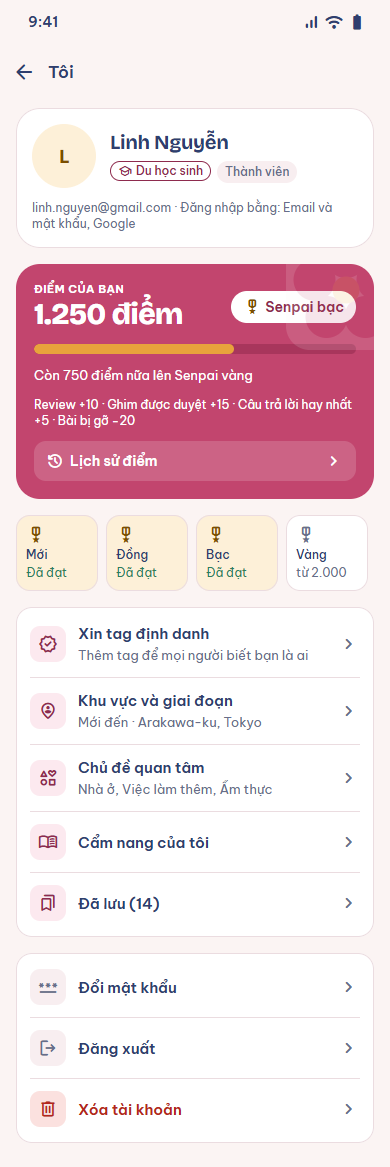 9:41
Tôi
L
Linh Nguyễn
Du học sinh
Thành viên
linh.nguyen@gmail.com · Đăng nhập bằng: Email và
mật khẩu, Google
ĐIỂM CỦA BẠN
1.250 điểm
Senpai bạc
Còn 750 điểm nữa lên Senpai vàng
Review +10 · Ghim được duyệt +15 · Câu trả lời hay nhất
+5 · Bài bị gỡ -20
Lịch sử điểm
Mới
Đã đạt
Đồng
Đã đạt
Bạc
Đã đạt
Vàng
từ 2.000
Xin tag định danh
Thêm tag để mọi người biết bạn là ai
Khu vực và giai đoạn
Mới đến · Arakawa-ku, Tokyo
Chủ đề quan tâm
Nhà ở, Việc làm thêm, Ẩm thực
Cẩm nang của tôi
Đã lưu (14)
Đổi mật khẩu
Đăng xuất
Xóa tài khoản